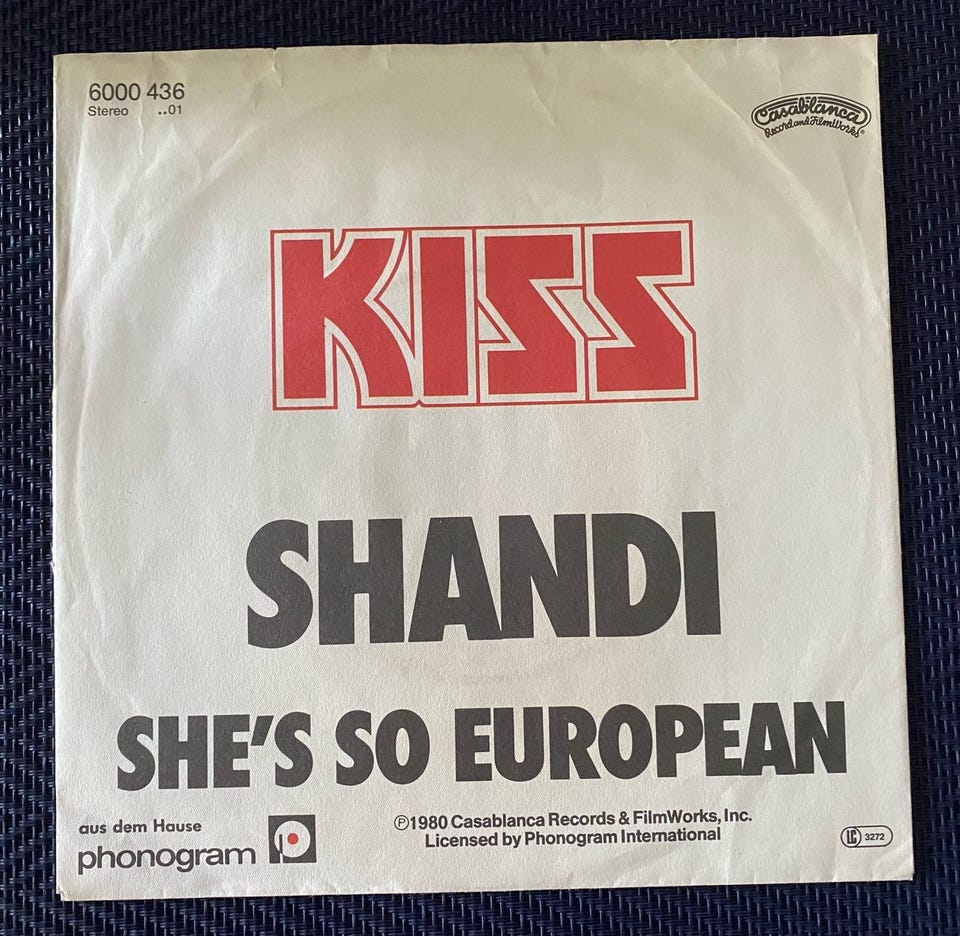 6000 436
Stereo ..01
Casablanca
Record and FilmWorks
KISS
SHANDI
SHE'S SO EUROPEAN
aus dem Hause
phonogram
p
℗1980 Casablanca Records & FilmWorks, Inc.
Licensed by Phonogram International
LC 3272